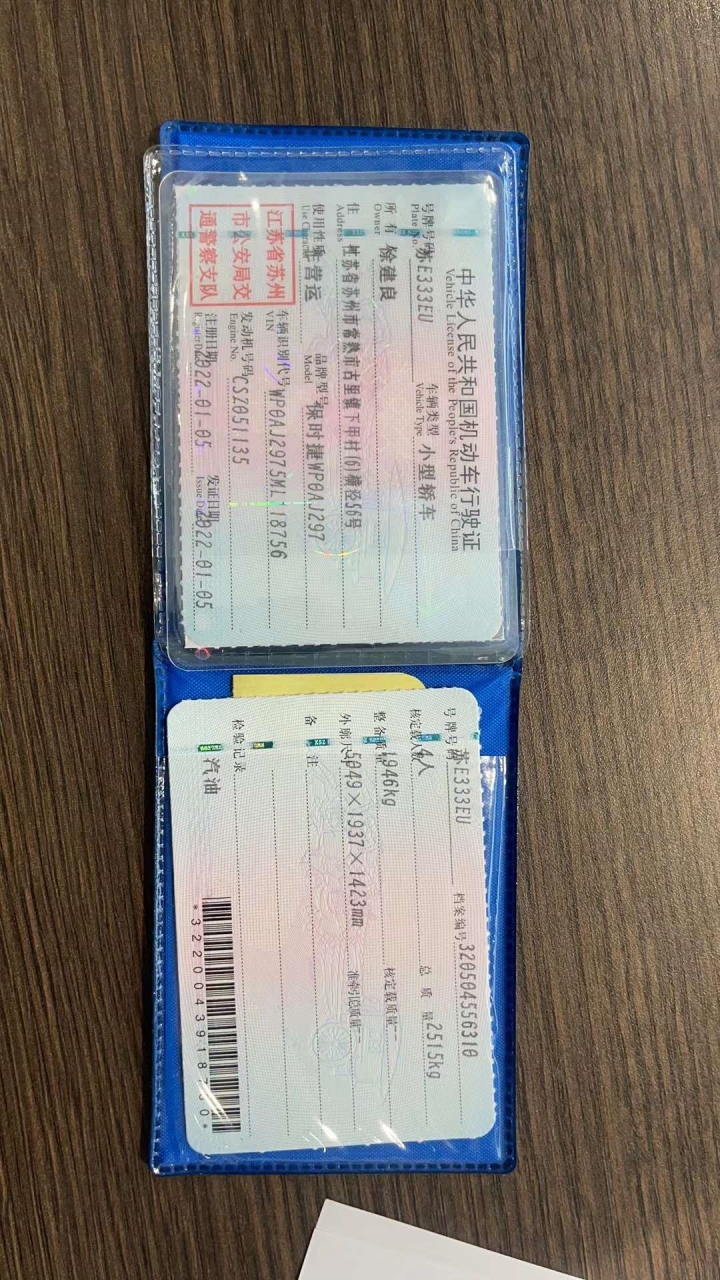 中华人民共和国机动车行驶证
Vehicle License of the People's Republic of China
号牌号码 苏E333EU 车辆类型 小型轿车
Plate No. Vehicle Type
所有 徐建良
Owner
住 江苏省苏州市常熟市古里镇下甲村(6)横泾56号
Address
使用性质 非营运 品牌型号 保时捷WP0AJ297
Use Character Model
江苏省苏州
市公安局交
通警察支队
车辆识别代号 WP0AJ2975ML118756
VIN
发动机号码 CSZ051135
Engine No.
注册日期 2022-01-05 发证日期 2022-01-05
Register Date Issue Date
号牌号码 苏E333EU 档案编号 320504556310
核定载人数 4人 总质量 2515kg
整备质量 1946kg 核定载质量 --
外廓尺寸 5049×1937×1423mm 准牵引总质量 --
备注
检验记录
汽油